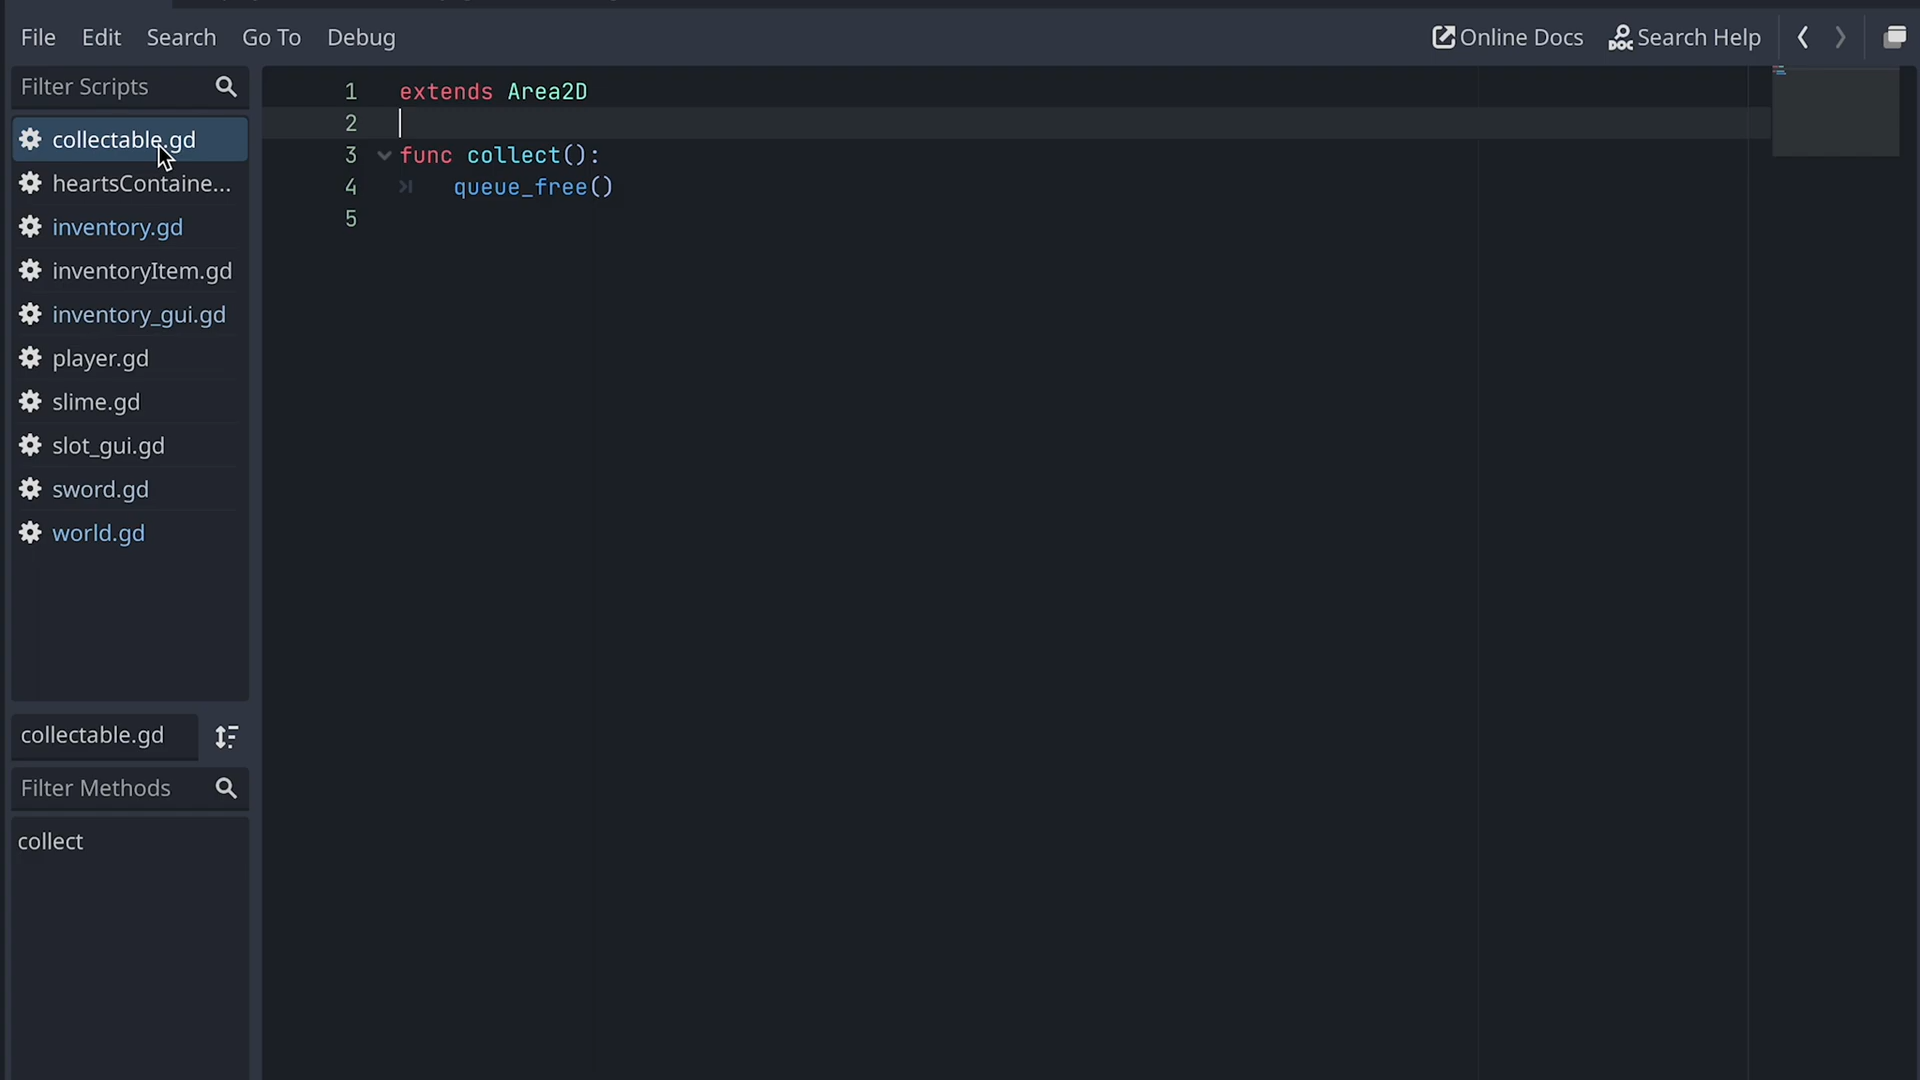 File Edit Search Go To Debug Online Docs Search Help
Filter Scripts
collectable.gd
heartsContaine...
inventory.gd
inventoryItem.gd
inventory_gui.gd
player.gd
slime.gd
slot_gui.gd
sword.gd
world.gd
collectable.gd
Filter Methods
collect
1 extends Area2D
2
3 func collect():
4 queue_free()
5